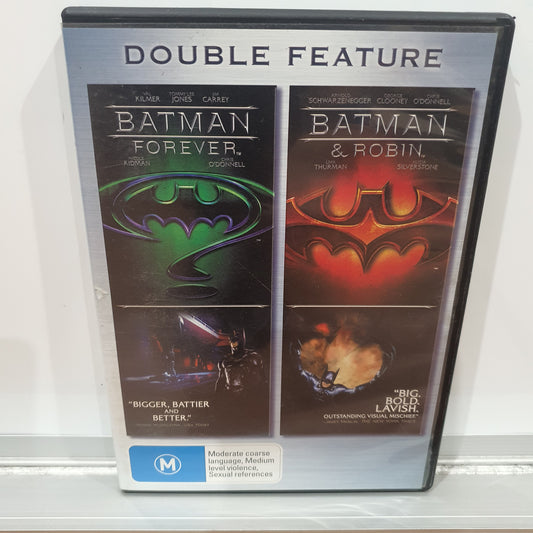 DOUBLE FEATURE
VAL KILMER TOMMY LEE JONES JIM CARREY
BATMAN
FOREVER™
NICOLE KIDMAN CHRIS O'DONNELL
"BIGGER, BATTIER
AND
BETTER."
ARNOLD SCHWARZENEGGER GEORGE CLOONEY CHRIS O'DONNELL
BATMAN
& ROBIN™
UMA THURMAN ALICIA SILVERSTONE
"BIG.
BOLD.
LAVISH.
OUTSTANDING VISUAL MISCHIEF"
THE NEW YORK TIMES
M
Moderate coarse
language, Medium
level violence,
Sexual references